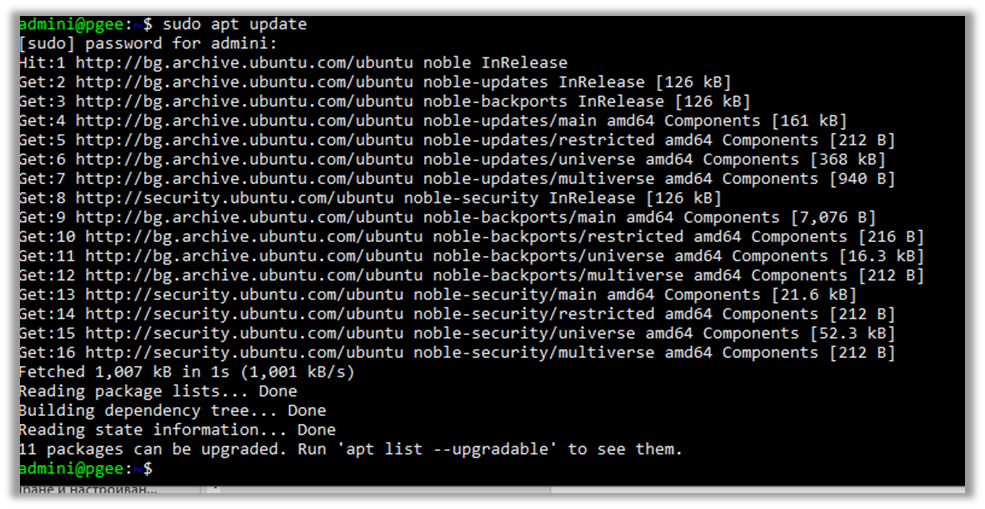 admini@pgee:~$ sudo apt update
[sudo] password for admini:
Hit:1 http://bg.archive.ubuntu.com/ubuntu noble InRelease
Get:2 http://bg.archive.ubuntu.com/ubuntu noble-updates InRelease [126 kB]
Get:3 http://bg.archive.ubuntu.com/ubuntu noble-backports InRelease [126 kB]
Get:4 http://bg.archive.ubuntu.com/ubuntu noble-updates/main amd64 Components [161 kB]
Get:5 http://bg.archive.ubuntu.com/ubuntu noble-updates/restricted amd64 Components [212 B]
Get:6 http://bg.archive.ubuntu.com/ubuntu noble-updates/universe amd64 Components [368 kB]
Get:7 http://bg.archive.ubuntu.com/ubuntu noble-updates/multiverse amd64 Components [940 B]
Get:8 http://security.ubuntu.com/ubuntu noble-security InRelease [126 kB]
Get:9 http://bg.archive.ubuntu.com/ubuntu noble-backports/main amd64 Components [7,076 B]
Get:10 http://bg.archive.ubuntu.com/ubuntu noble-backports/restricted amd64 Components [216 B]
Get:11 http://bg.archive.ubuntu.com/ubuntu noble-backports/universe amd64 Components [16.3 kB]
Get:12 http://bg.archive.ubuntu.com/ubuntu noble-backports/multiverse amd64 Components [212 B]
Get:13 http://security.ubuntu.com/ubuntu noble-security/main amd64 Components [21.6 kB]
Get:14 http://security.ubuntu.com/ubuntu noble-security/restricted amd64 Components [212 B]
Get:15 http://security.ubuntu.com/ubuntu noble-security/universe amd64 Components [52.3 kB]
Get:16 http://security.ubuntu.com/ubuntu noble-security/multiverse amd64 Components [212 B]
Fetched 1,007 kB in 1s (1,001 kB/s)
Reading package lists... Done
Building dependency tree... Done
Reading state information... Done
11 packages can be upgraded. Run 'apt list --upgradable' to see them.
admini@pgee:~$